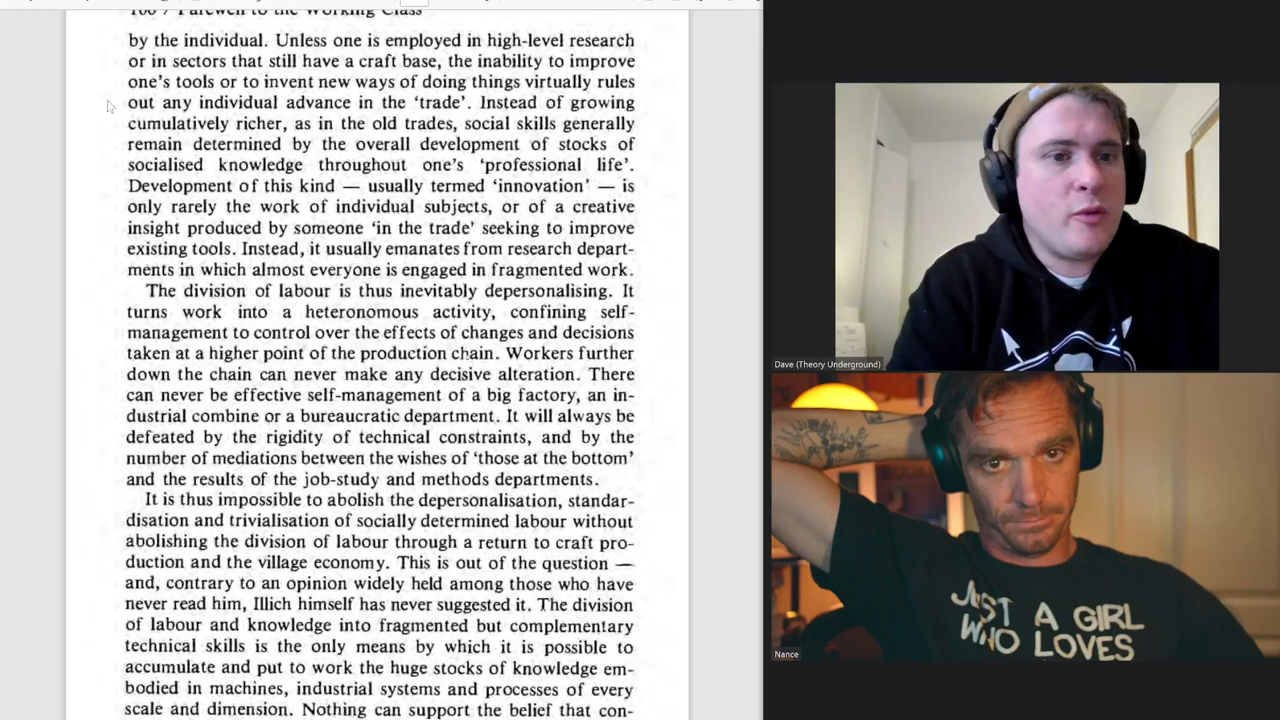 100 / Farewell to the Working Class
by the individual. Unless one is employed in high-level research
or in sectors that still have a craft base, the inability to improve
one's tools or to invent new ways of doing things virtually rules
out any individual advance in the 'trade'. Instead of growing
cumulatively richer, as in the old trades, social skills generally
remain determined by the overall development of stocks of
socialised knowledge throughout one's 'professional life'.
Development of this kind — usually termed 'innovation' — is
only rarely the work of individual subjects, or of a creative
insight produced by someone 'in the trade' seeking to improve
existing tools. Instead, it usually emanates from research depart-
ments in which almost everyone is engaged in fragmented work.
The division of labour is thus inevitably depersonalising. It
turns work into a heteronomous activity, confining self-
management to control over the effects of changes and decisions
taken at a higher point of the production chain. Workers further
down the chain can never make any decisive alteration. There
can never be effective self-management of a big factory, an in-
dustrial combine or a bureaucratic department. It will always be
defeated by the rigidity of technical constraints, and by the
number of mediations between the wishes of 'those at the bottom'
and the results of the job-study and methods departments.
It is thus impossible to abolish the depersonalisation, standar-
disation and trivialisation of socially determined labour without
abolishing the division of labour through a return to craft pro-
duction and the village economy. This is out of the question —
and, contrary to an opinion widely held among those who have
never read him, Illich himself has never suggested it. The division
of labour and knowledge into fragmented but complementary
technical skills is the only means by which it is possible to
accumulate and put to work the huge stocks of knowledge em-
bodied in machines, industrial systems and processes of every
scale and dimension. Nothing can support the belief that con-
Dave (Theory Underground)
JUST A GIRL
WHO LOVES
Nance